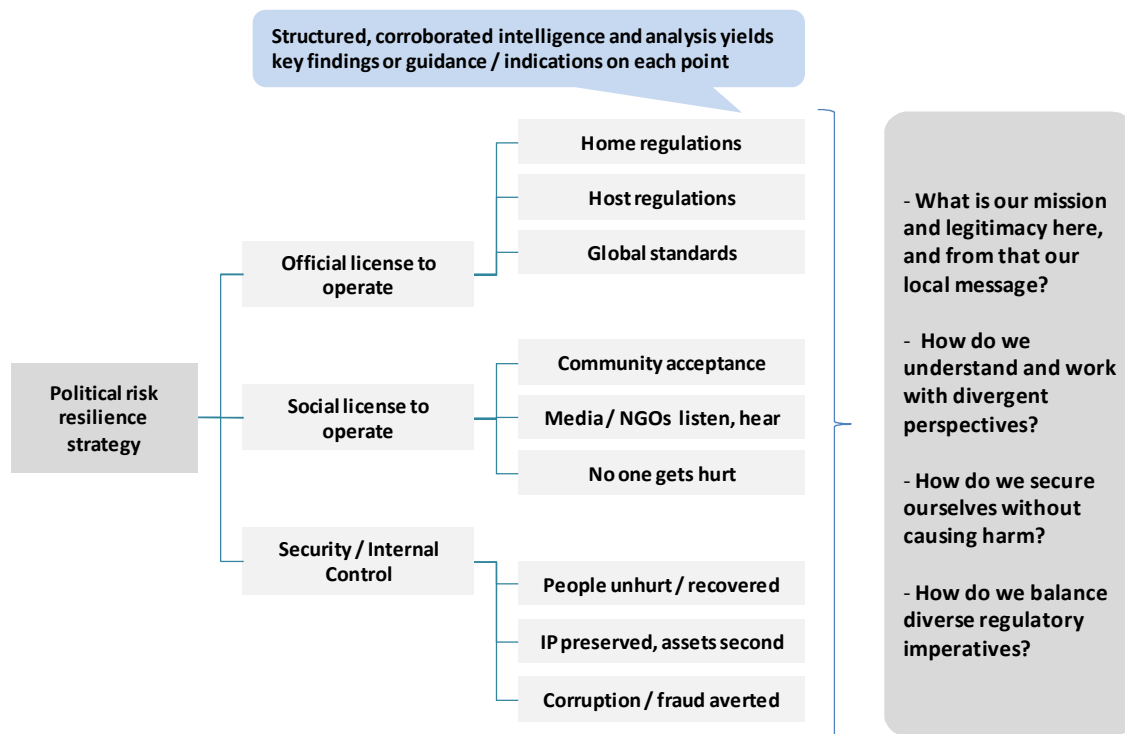 Structured, corroborated intelligence and analysis yields
key findings or guidance / indications on each point
Home regulations
Host regulations
Global standards
Official license to
operate
Community acceptance
Media / NGOs listen, hear
No one gets hurt
Political risk
resilience
strategy
Social license to
operate
Security / Internal
Control
People unhurt / recovered
IP preserved, assets second
Corruption / fraud averted
- What is our mission
and legitimacy here,
and from that our
local message?
- How do we
understand and work
with divergent
perspectives?
- How do we secure
ourselves without
causing harm?
- How do we balance
diverse regulatory
imperatives?